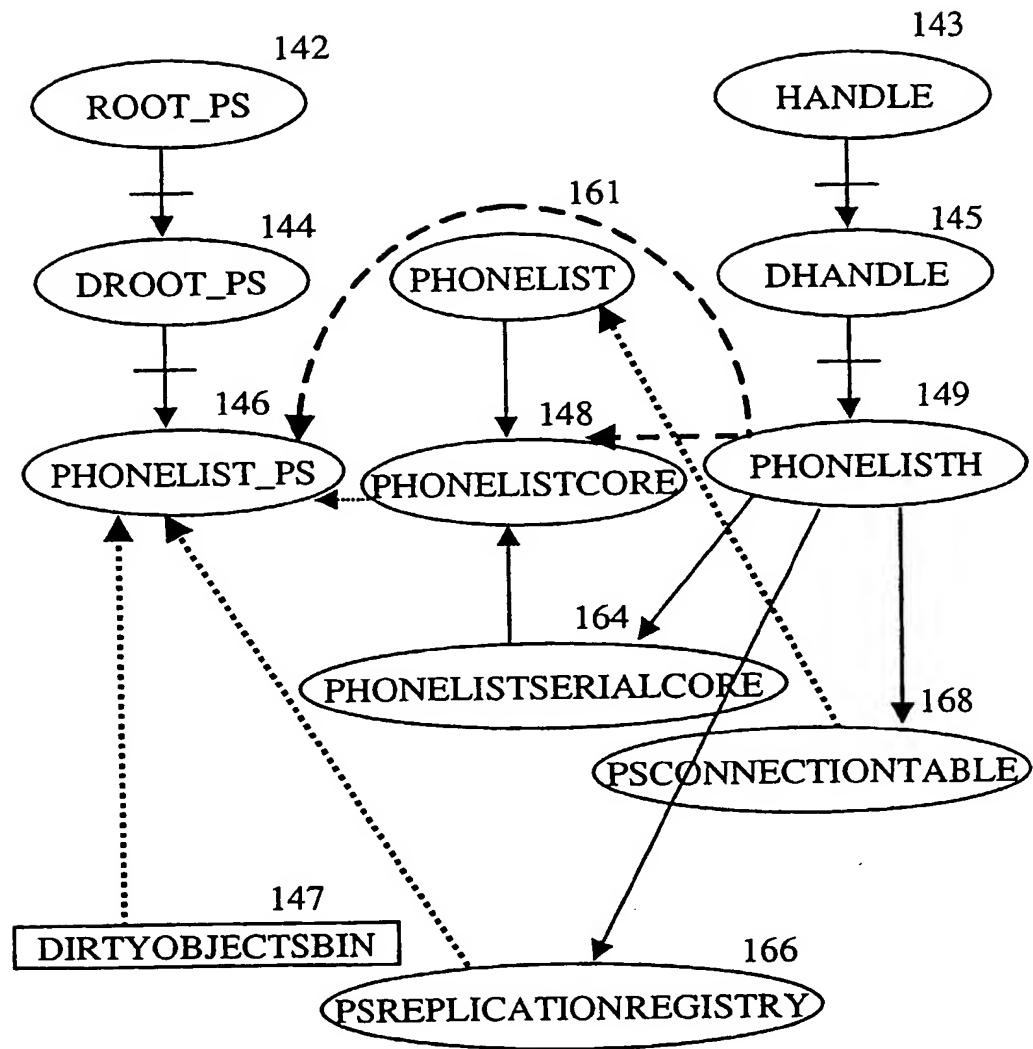 143
142
HANDLE
ROOT_PS
161
144
145
DROOT_PS
PHONELIST
DHANDLE
146
148
149
PHONELIST_PS
PHONELISTCORE
PHONELISTH
164
PHONELISTSERIALCORE
168
PSCONNECTIONTABLE
147
DIRTYOBJECTSBIN
166
PSREPLICATIONREGISTRY